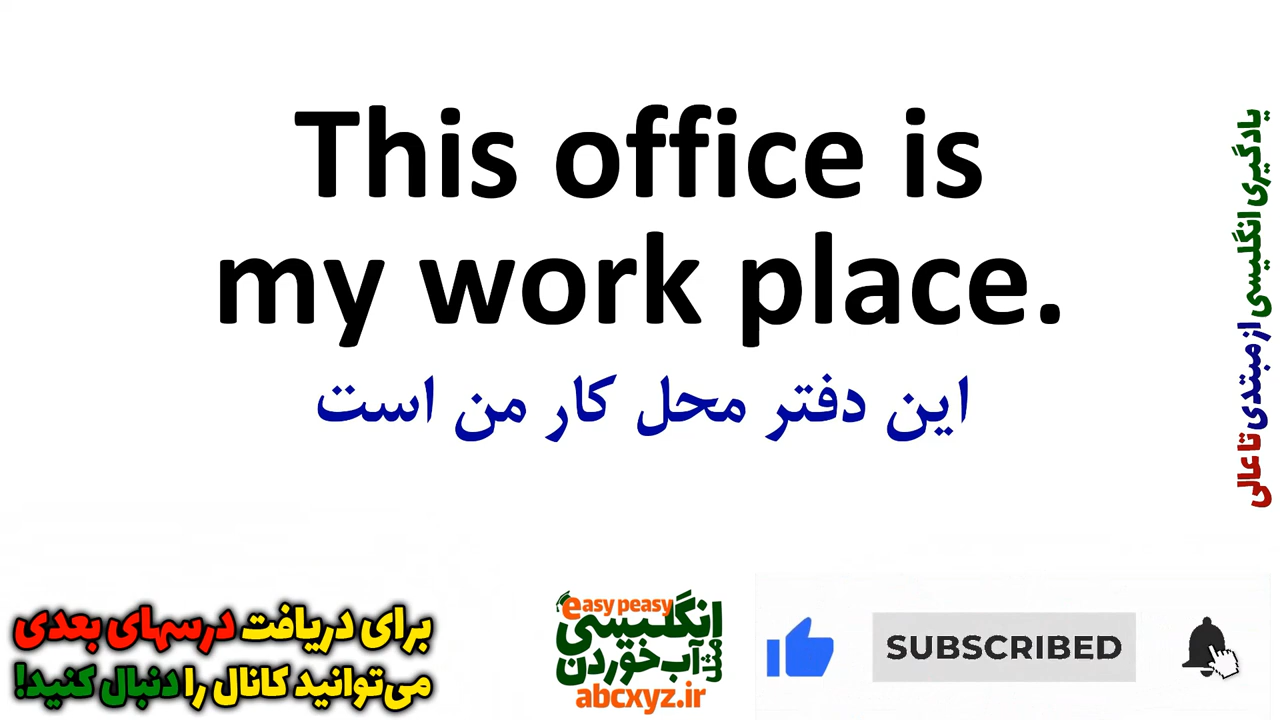 This office is
my work place.
این دفتر محل کار من است
یادگیری انگلیسی از مبتدی تا عالی
برای دریافت درسهای بعدی
می‌توانید کانال را دنبال کنید!
easy peasy
انگلیسی
مثل آب خوردن
abcxyz.ir
SUBSCRIBED